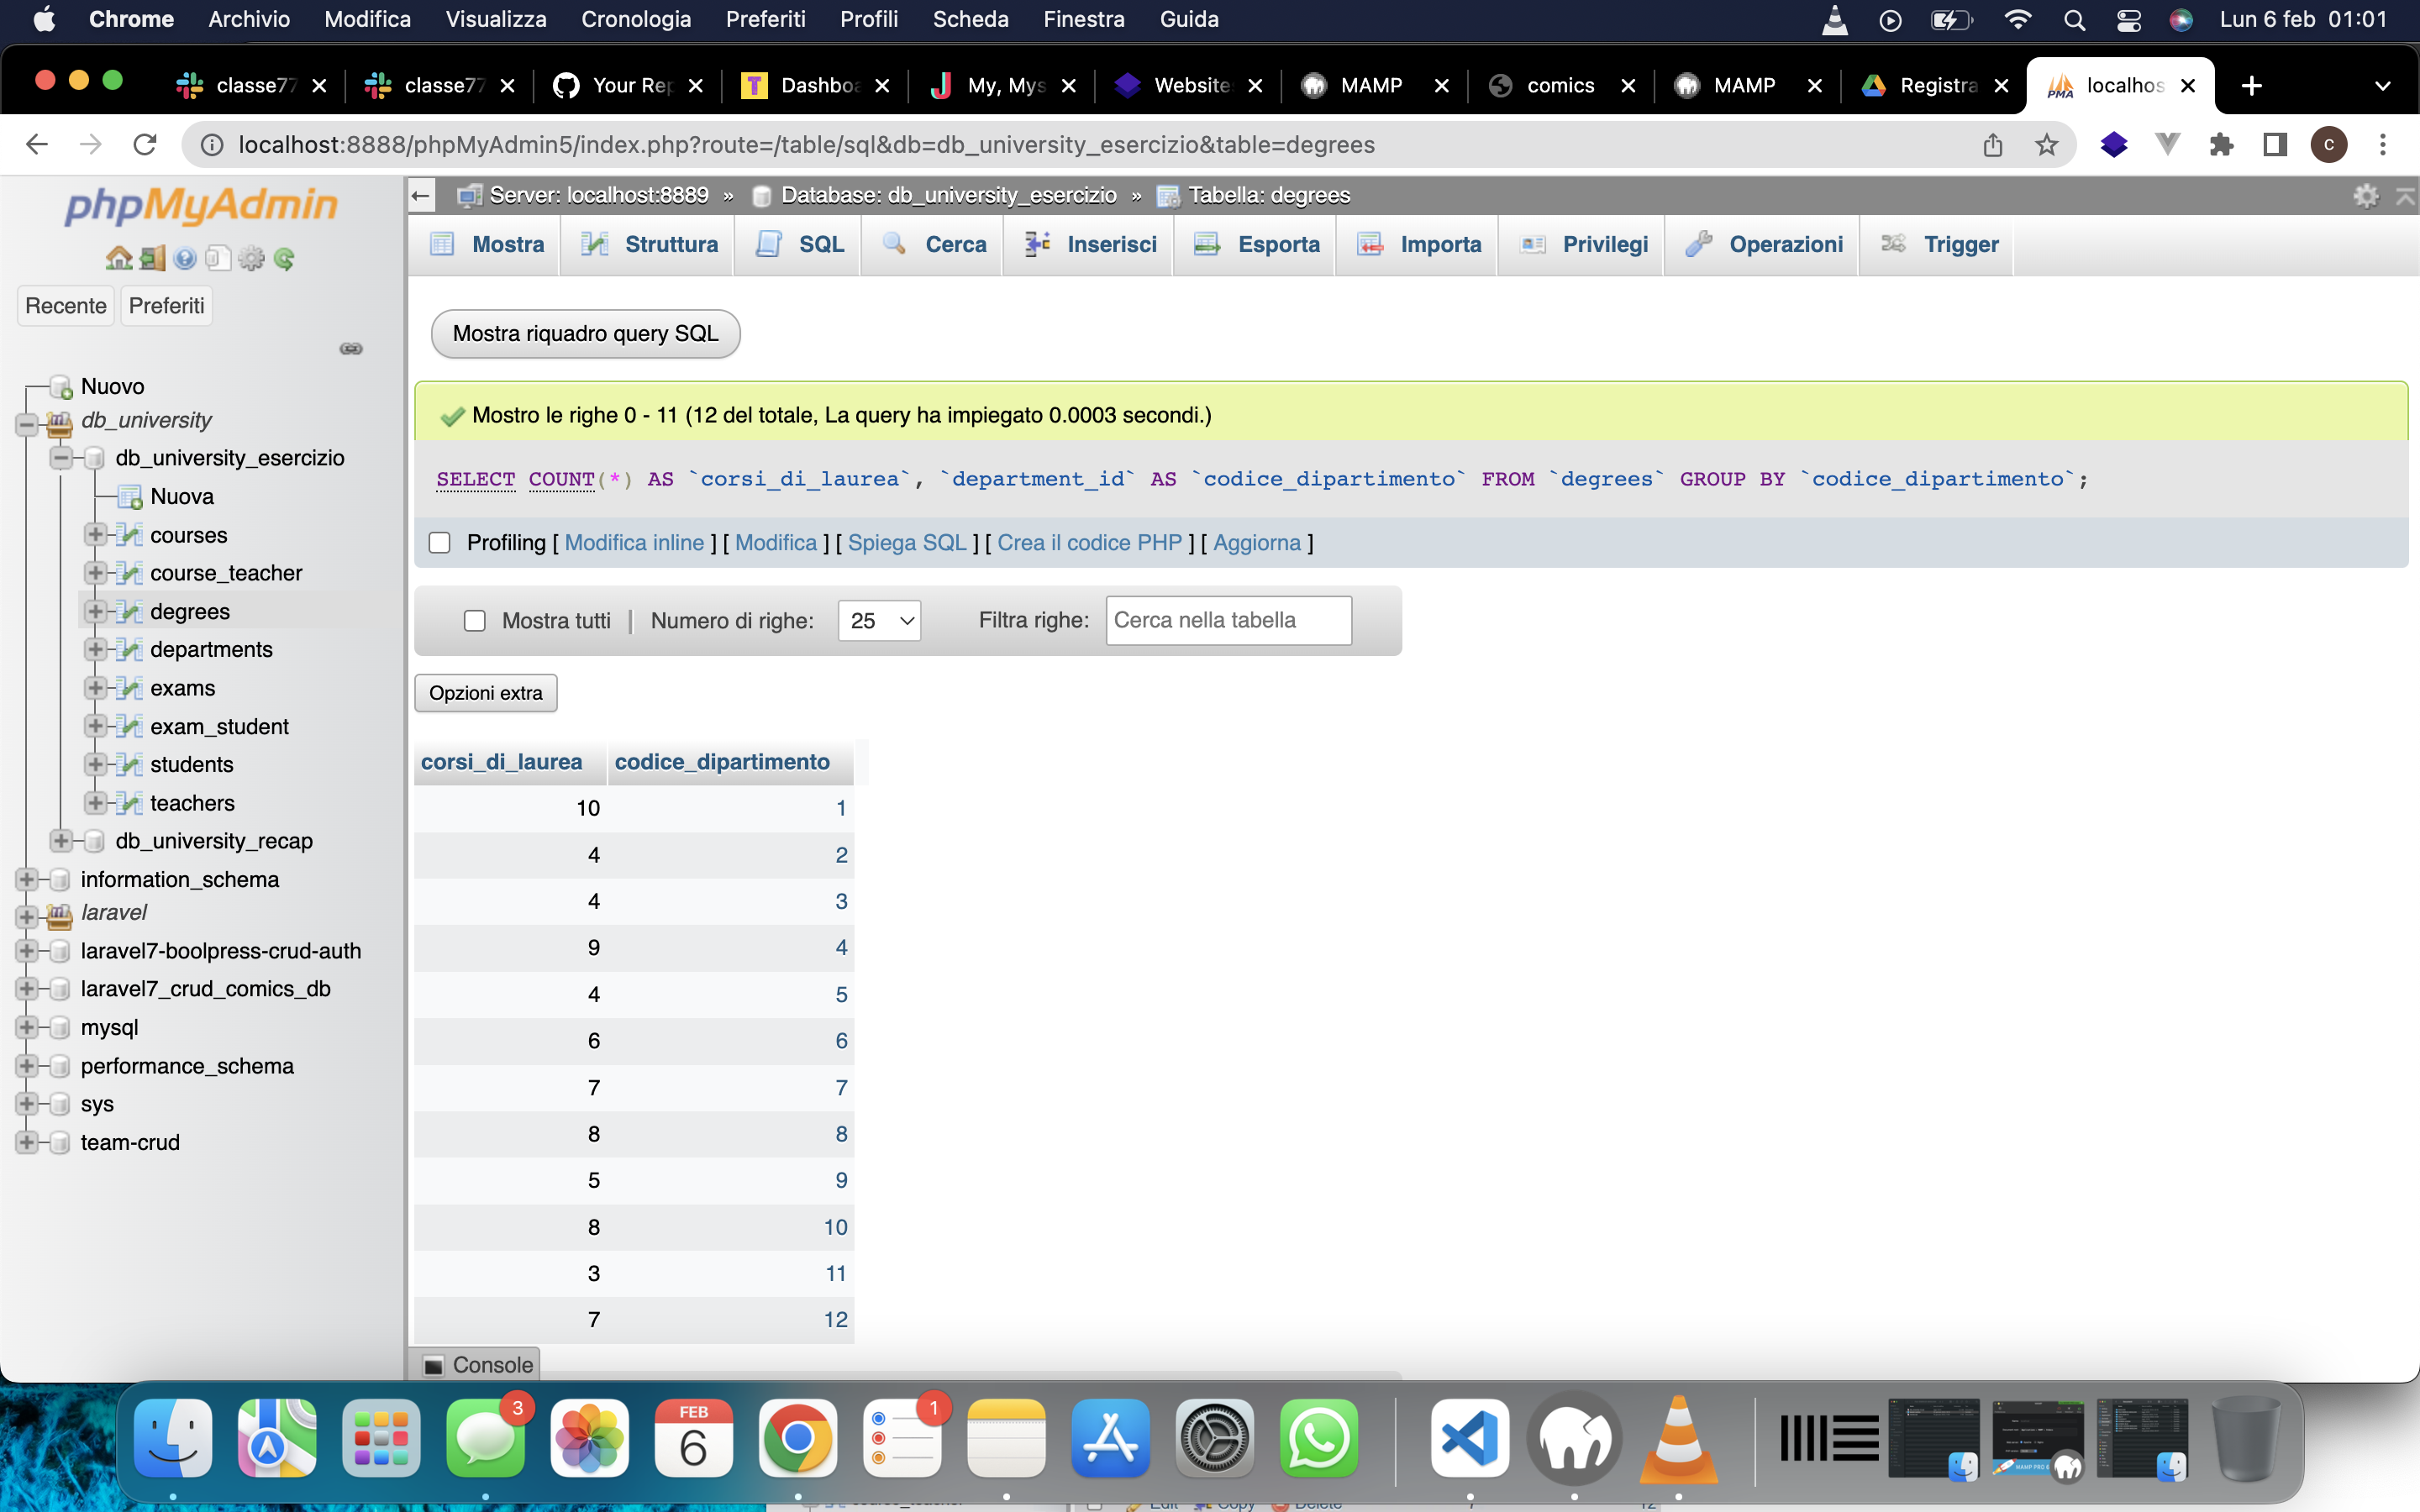 Chrome Archivio Modifica Visualizza Cronologia Preferiti Profili Scheda Finestra Guida Lun 6 feb 01:01
classe77 classe77 Your Rep Dashboa My, Mys Website MAMP comics MAMP Registra localhos
localhost:8888/phpMyAdmin5/index.php?route=/table/sql&db=db_university_esercizio&table=degrees C
phpMyAdmin
Recente Preferiti
Nuovo
db_university
db_university_esercizio
Nuova
courses
course_teacher
degrees
departments
exams
exam_student
students
teachers
db_university_recap
information_schema
laravel
laravel7-boolpress-crud-auth
laravel7_crud_comics_db
mysql
performance_schema
sys
team-crud
Server: localhost:8889 » Database: db_university_esercizio » Tabella: degrees
Mostra Struttura SQL Cerca Inserisci Esporta Importa Privilegi Operazioni Trigger
Mostra riquadro query SQL
Mostro le righe 0 - 11 (12 del totale, La query ha impiegato 0.0003 secondi.)
SELECT COUNT(*) AS `corsi_di_laurea`, `department_id` AS `codice_dipartimento` FROM `degrees` GROUP BY `codice_dipartimento`;
Profiling [ Modifica inline ] [ Modifica ] [ Spiega SQL ] [ Crea il codice PHP ] [ Aggiorna ]
Mostra tutti | Numero di righe: 25 Filtra righe: Cerca nella tabella
Opzioni extra
corsi_di_laurea codice_dipartimento
10 1
4 2
4 3
9 4
4 5
6 6
7 7
8 8
5 9
8 10
3 11
7 12
Console
3 FEB 6 1
Edit Copy Delete 12